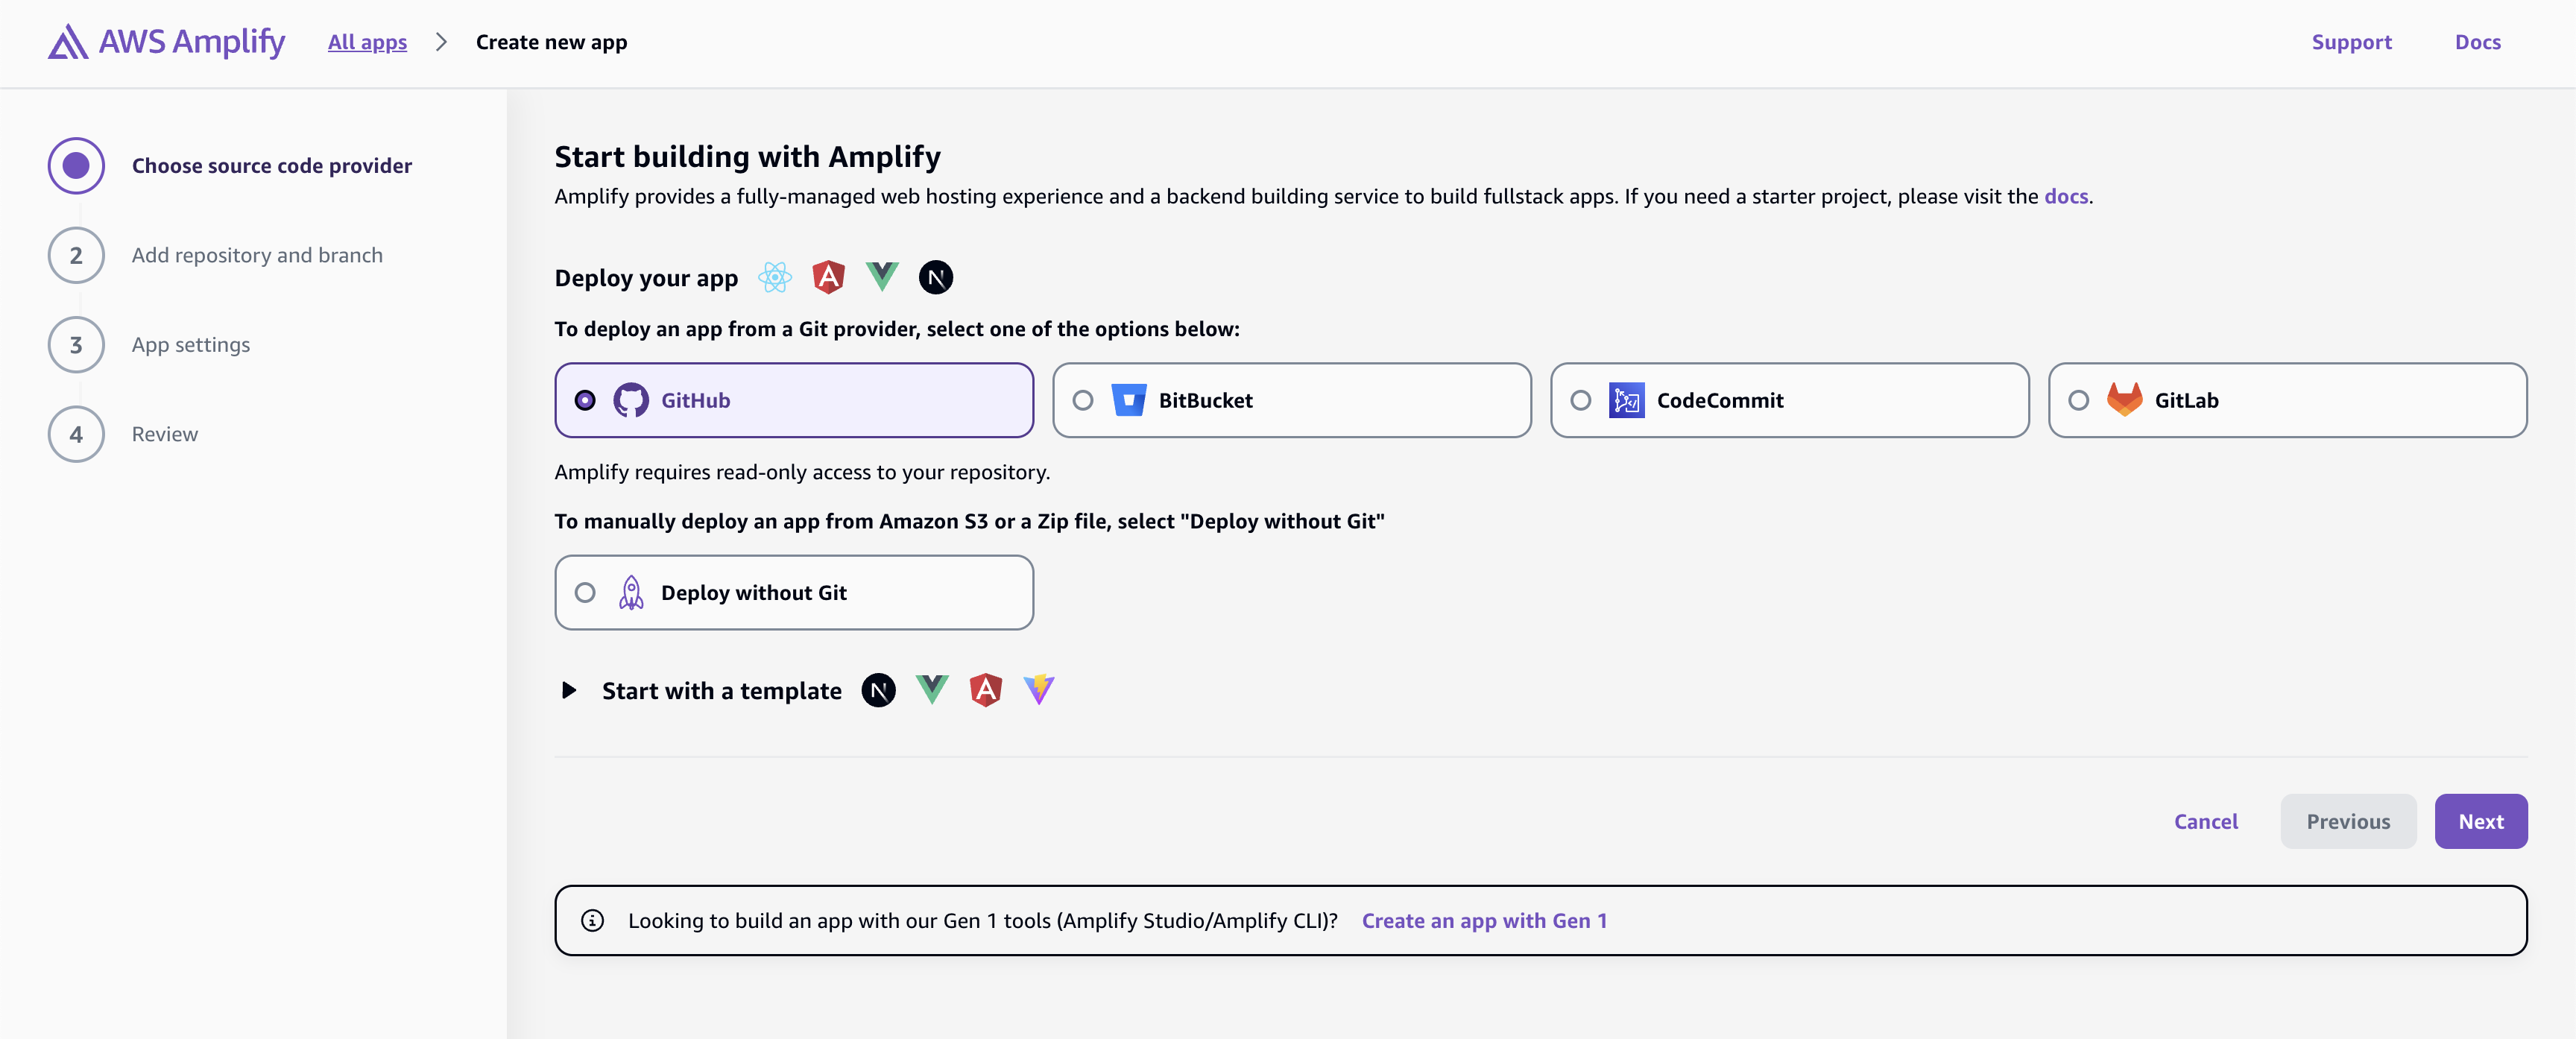 AWS Amplify All apps Create new app Support Docs
Choose source code provider
2 Add repository and branch
3 App settings
4 Review
Start building with Amplify
Amplify provides a fully-managed web hosting experience and a backend building service to build fullstack apps. If you need a starter project, please visit the docs.
Deploy your app
To deploy an app from a Git provider, select one of the options below:
GitHub BitBucket CodeCommit GitLab
Amplify requires read-only access to your repository.
To manually deploy an app from Amazon S3 or a Zip file, select "Deploy without Git"
Deploy without Git
Start with a template
Cancel Previous Next
Looking to build an app with our Gen 1 tools (Amplify Studio/Amplify CLI)? Create an app with Gen 1